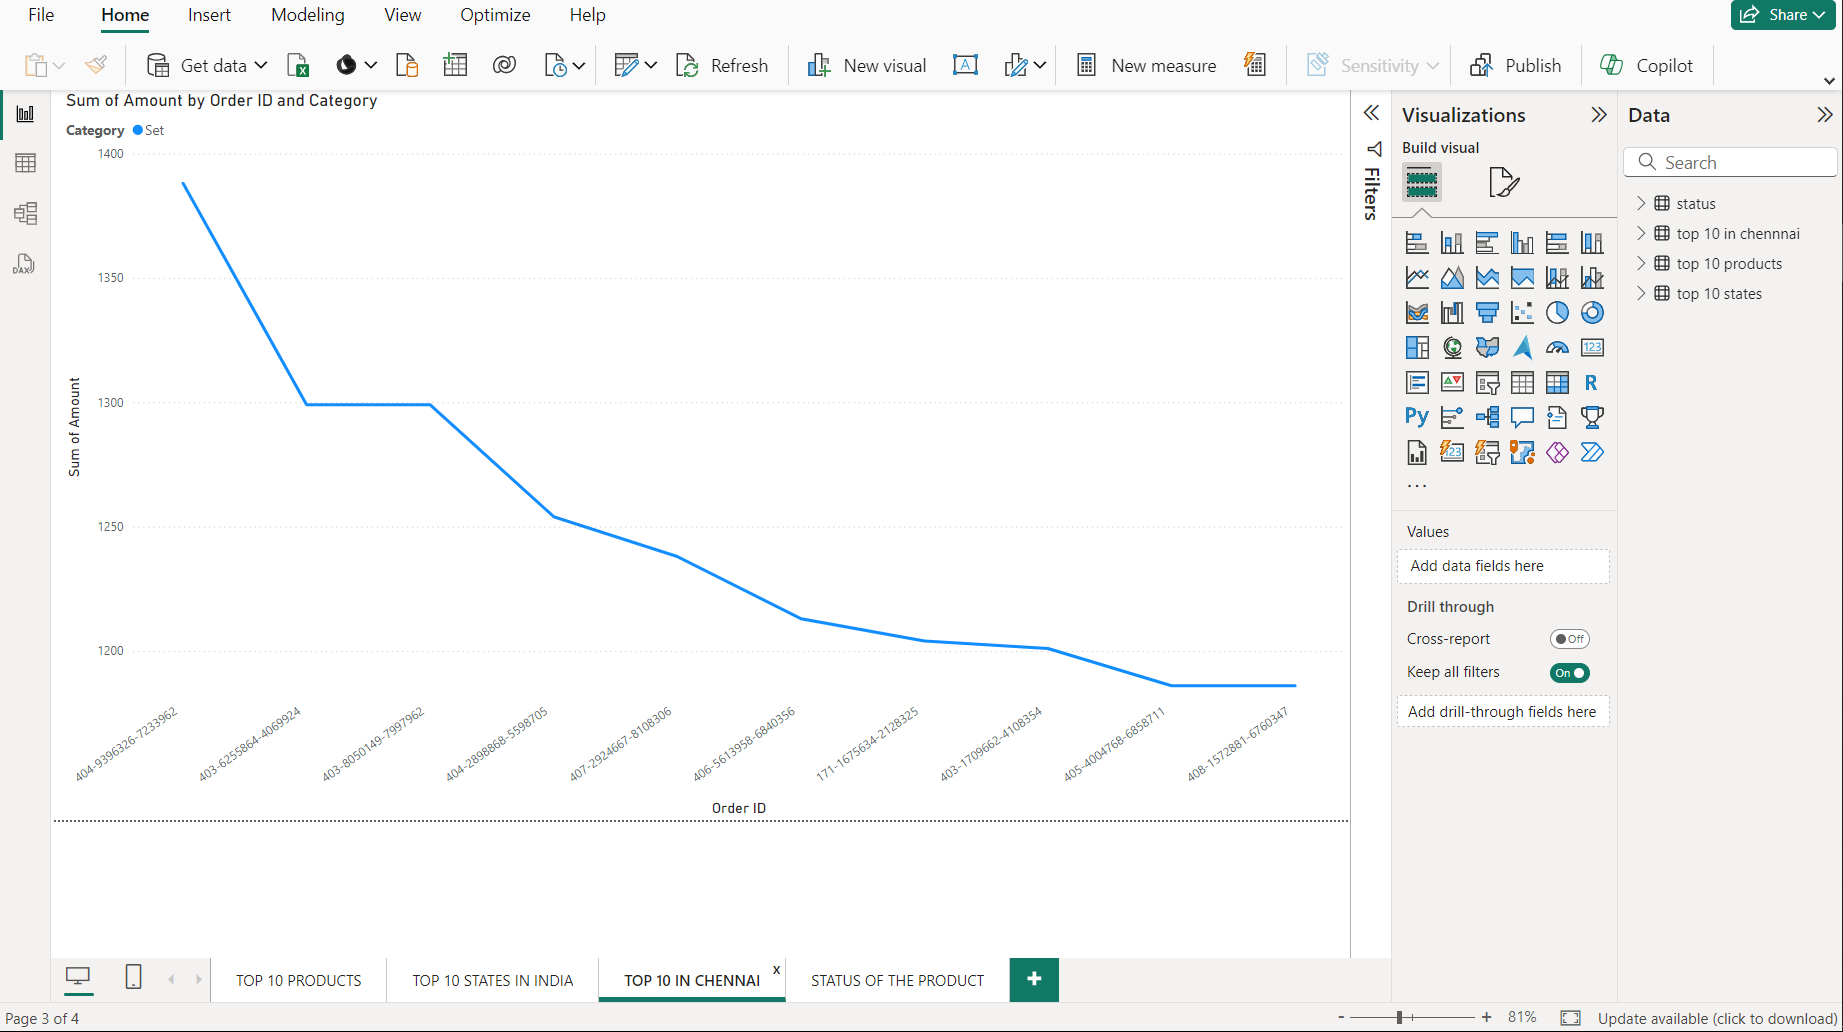 File Home Insert Modeling View Optimize Help Share
Get data Refresh New visual A New measure Sensitivity Publish Copilot
Sum of Amount by Order ID and Category
Category Set
1400
1350
1300
1250
1200
Sum of Amount
404-9396326-7233962
403-6255864-4069924
403-8050149-7997962
404-2898868-5598705
407-2924667-8108306
406-5613958-6840356
171-1675634-2128325
403-1709662-4108354
405-4004768-6858711
408-1572881-6760347
Order ID
DAX
Filters
Visualizations
Build visual
123
R
Py
123
...
Values
Add data fields here
Drill through
Cross-report Off
Keep all filters On
Add drill-through fields here
Data
Search
status
top 10 in chennnai
top 10 products
top 10 states
TOP 10 PRODUCTS TOP 10 STATES IN INDIA TOP 10 IN CHENNAI x STATUS OF THE PRODUCT +
Page 3 of 4 - + 81% Update available (click to download)